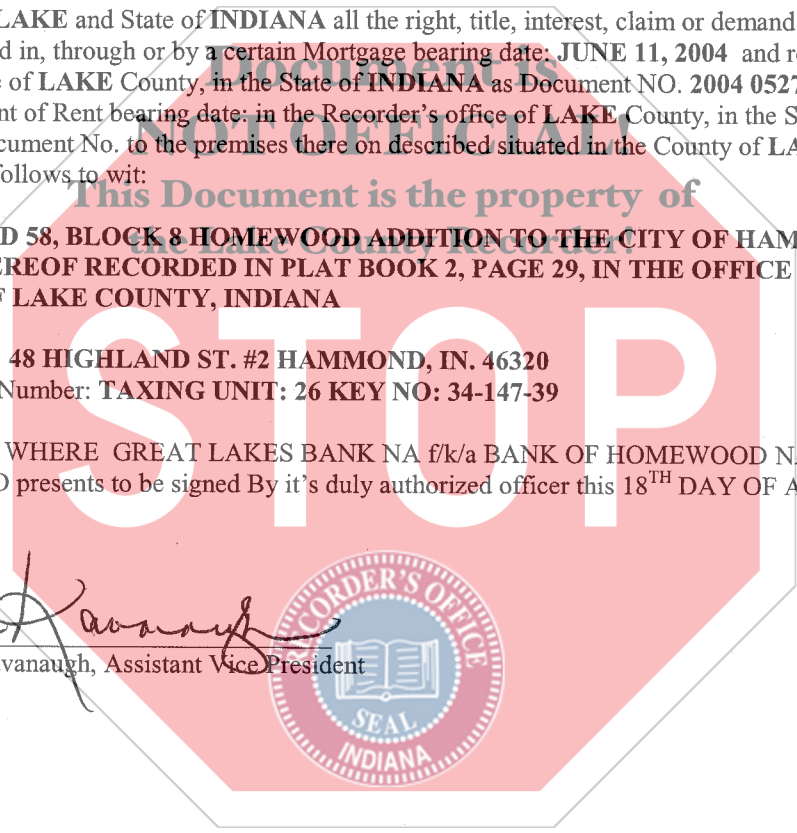 LAKE and State of INDIANA all the right, title, interest, claim or demand
in, through or by a certain Mortgage bearing date: JUNE 11, 2004 and
of LAKE County, in the State of INDIANA as Document NO. 2004 0527
of Rent bearing date: in the Recorder's office of LAKE County, in the S
No. to the premises there on described situated in the County of LA
follows to wit:
Document is
NOT OFFICIAL!
This Document is the property of
the Lake County Recorder!
D 58, BLOCK 8 HOMEWOOD ADDITION TO THE CITY OF HAM
EREOF RECORDED IN PLAT BOOK 2, PAGE 29, IN THE OFFICE
LAKE COUNTY, INDIANA
STOP
48 HIGHLAND ST. #2 HAMMOND, IN. 46320
Number: TAXING UNIT: 26 KEY NO: 34-147-39
WHERE GREAT LAKES BANK NA f/k/a BANK OF HOMEWOOD N
presents to be signed By it's duly authorized officer this 18TH DAY OF A
Kavanaugh
avanaugh, Assistant Vice President
RECORDER'S OFFICE
SEAL
INDIANA